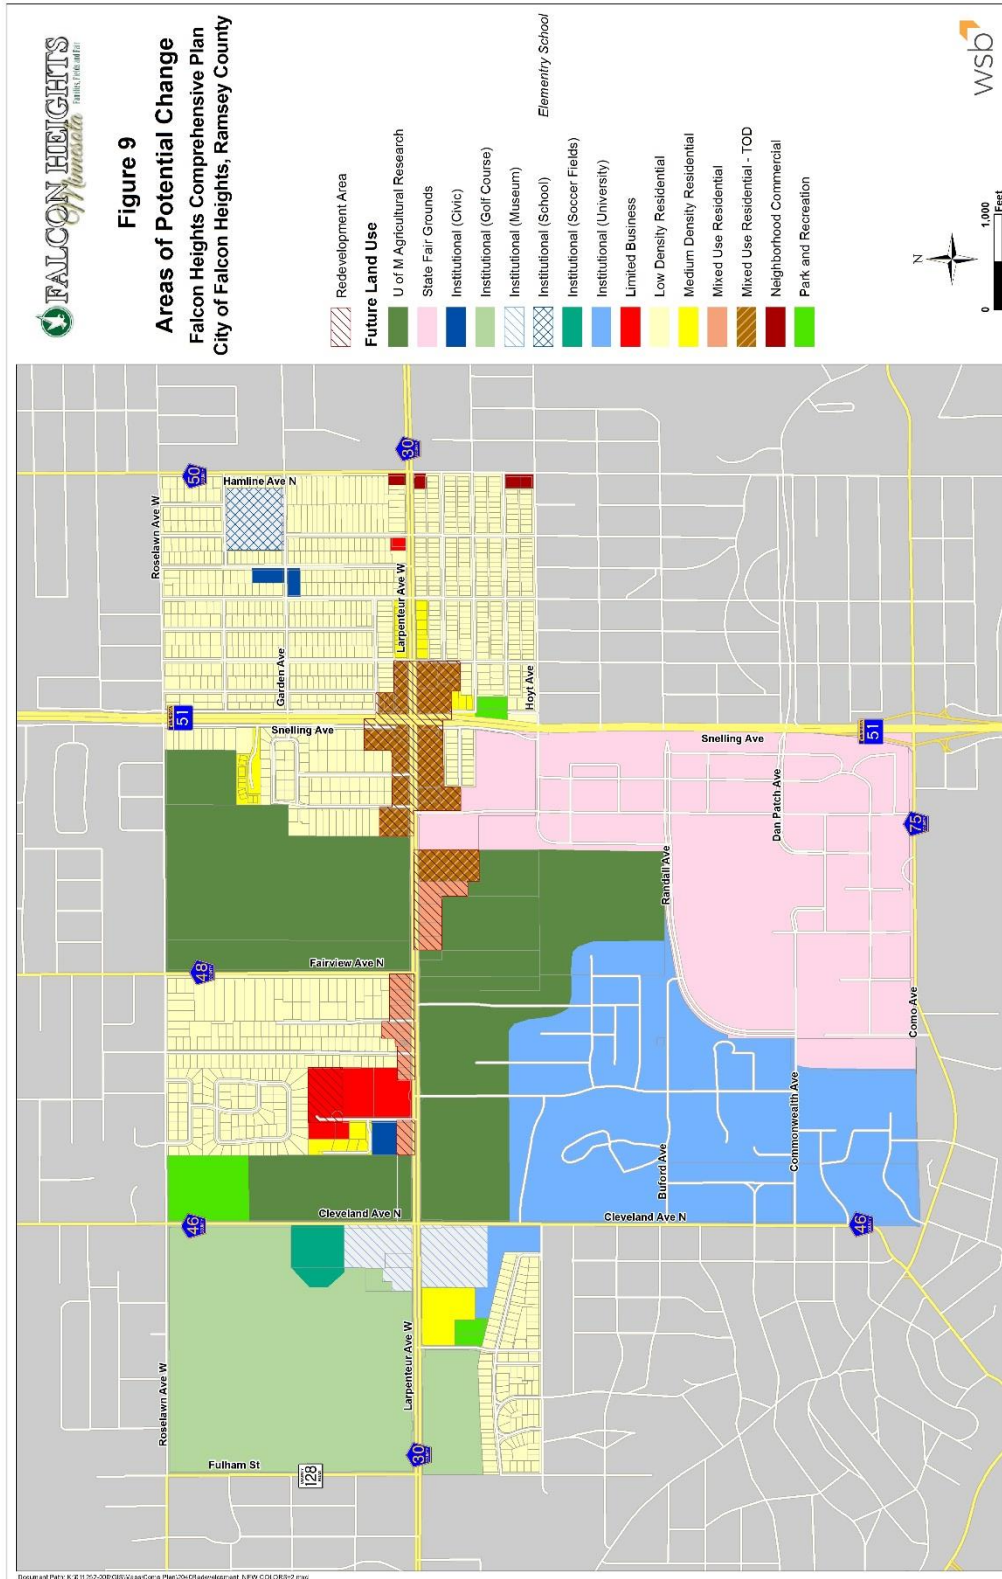 FALCON HEIGHTS
Minnesota
Families, Fields and Fair
Figure 9
Areas of Potential Change
Falcon Heights Comprehensive Plan
City of Falcon Heights, Ramsey County
Redevelopment Area
Future Land Use
U of M Agricultural Research
State Fair Grounds
Institutional (Civic)
Institutional (Golf Course)
Institutional (Museum)
Institutional (School)
Elementry School
Institutional (Soccer Fields)
Institutional (University)
Limited Business
Low Density Residential
Medium Density Residential
Mixed Use Residential
Mixed Use Residential - TOD
Neighborhood Commercial
Park and Recreation
N
0
1,000
Feet
wsb
Roselawn Ave W
Hamline Ave N
50
30
Larpenteur Ave W
Garden Ave
Hoyt Ave
51
Snelling Ave
Snelling Ave
51
Dan Patch Ave
75
Randall Ave
Fairview Ave N
48
Como Ave
Commonwealth Ave
Buford Ave
Cleveland Ave N
46
Cleveland Ave N
46
Roselawn Ave W
Larpenteur Ave W
30
Fulham St
128